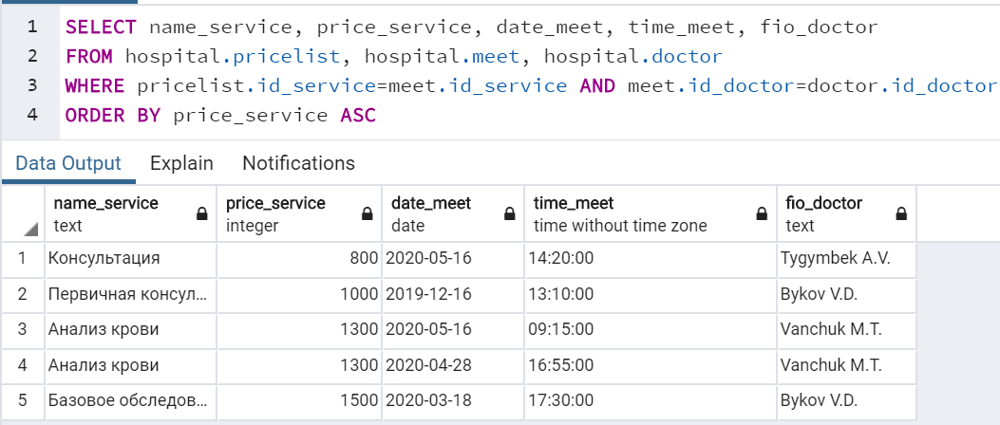 1 SELECT name_service, price_service, date_meet, time_meet, fio_doctor
2 FROM hospital.pricelist, hospital.meet, hospital.doctor
3 WHERE pricelist.id_service=meet.id_service AND meet.id_doctor=doctor.id_doctor
4 ORDER BY price_service ASC
Data Output Explain Notifications
name_service price_service date_meet time_meet fio_doctor
text integer date time without time zone text
1 Консультация 800 2020-05-16 14:20:00 Tygymbek A.V.
2 Первичная консул... 1000 2019-12-16 13:10:00 Bykov V.D.
3 Анализ крови 1300 2020-05-16 09:15:00 Vanchuk M.T.
4 Анализ крови 1300 2020-04-28 16:55:00 Vanchuk M.T.
5 Базовое обследов... 1500 2020-03-18 17:30:00 Bykov V.D.